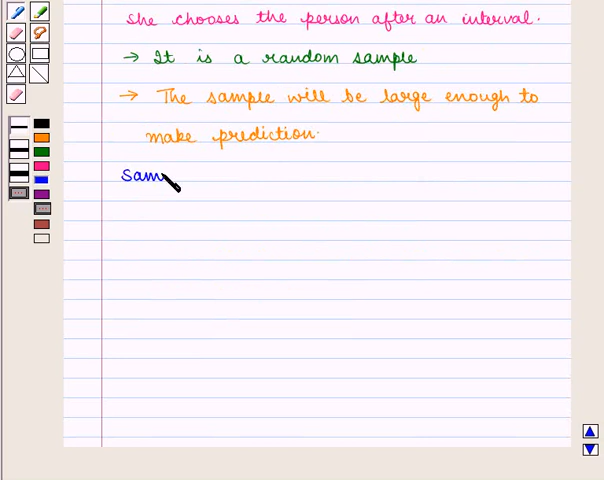 She chooses the person after an interval.
→ It is a random sample
→ The sample will be large enough to
make prediction.
Sam